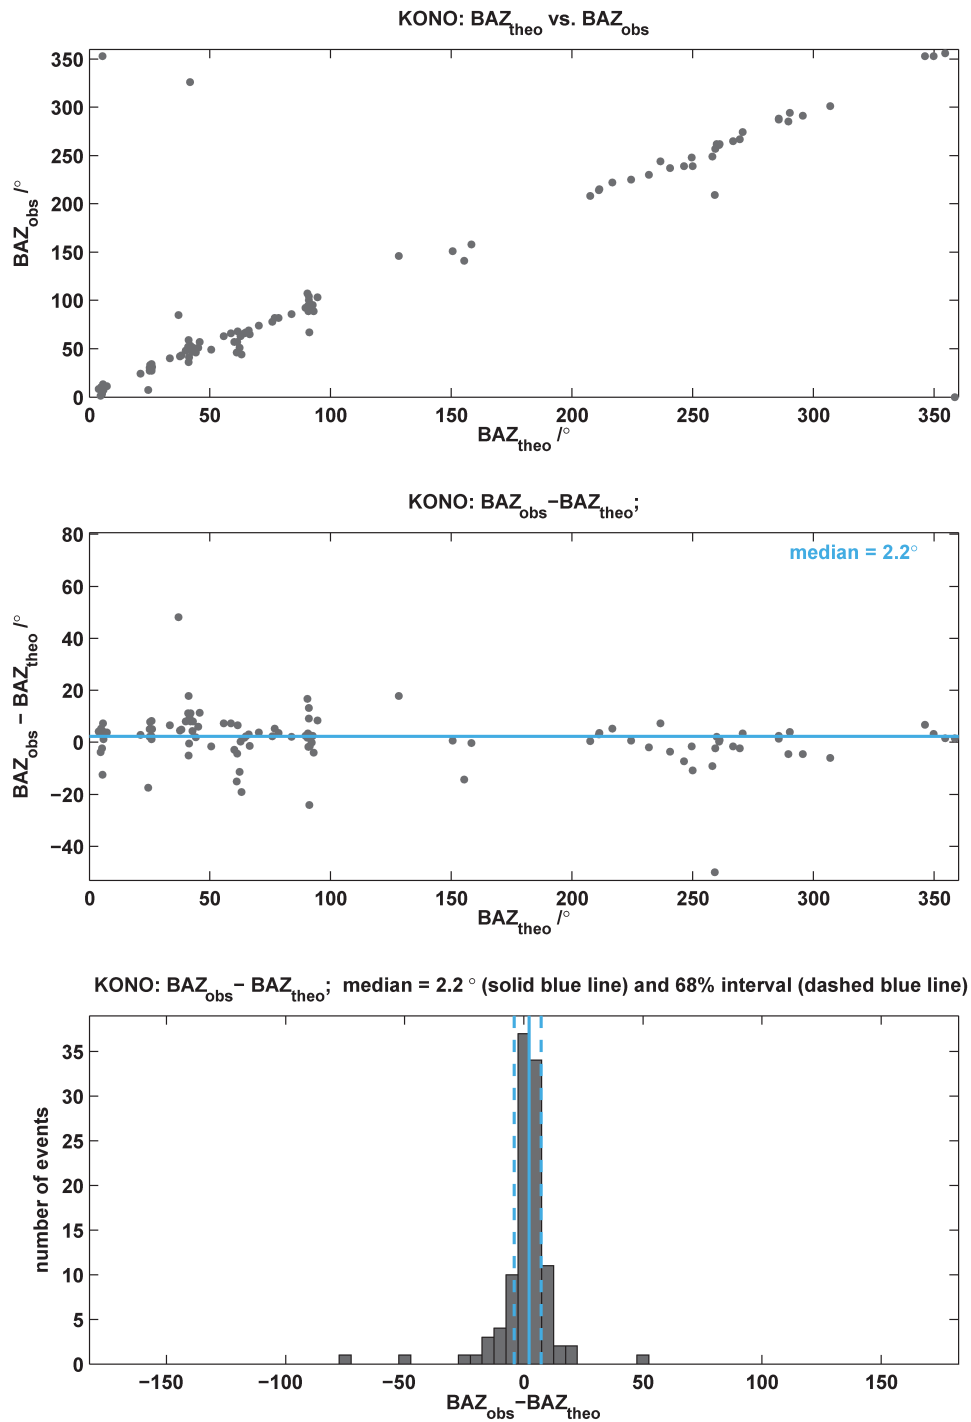 KONO: BAZtheo vs. BAZobs
350
300
250
200
150
100
50
0
BAZobs /°
0 50 100 150 200 250 300 350
BAZtheo /°
KONO: BAZobs−BAZtheo;
median = 2.2°
80
60
40
20
0
−20
−40
BAZobs − BAZtheo /°
0 50 100 150 200 250 300 350
BAZtheo /°
KONO: BAZobs− BAZtheo; median = 2.2 ° (solid blue line) and 68% interval (dashed blue line)
35
30
25
20
15
10
5
0
number of events
−150 −100 −50 0 50 100 150
BAZobs−BAZtheo